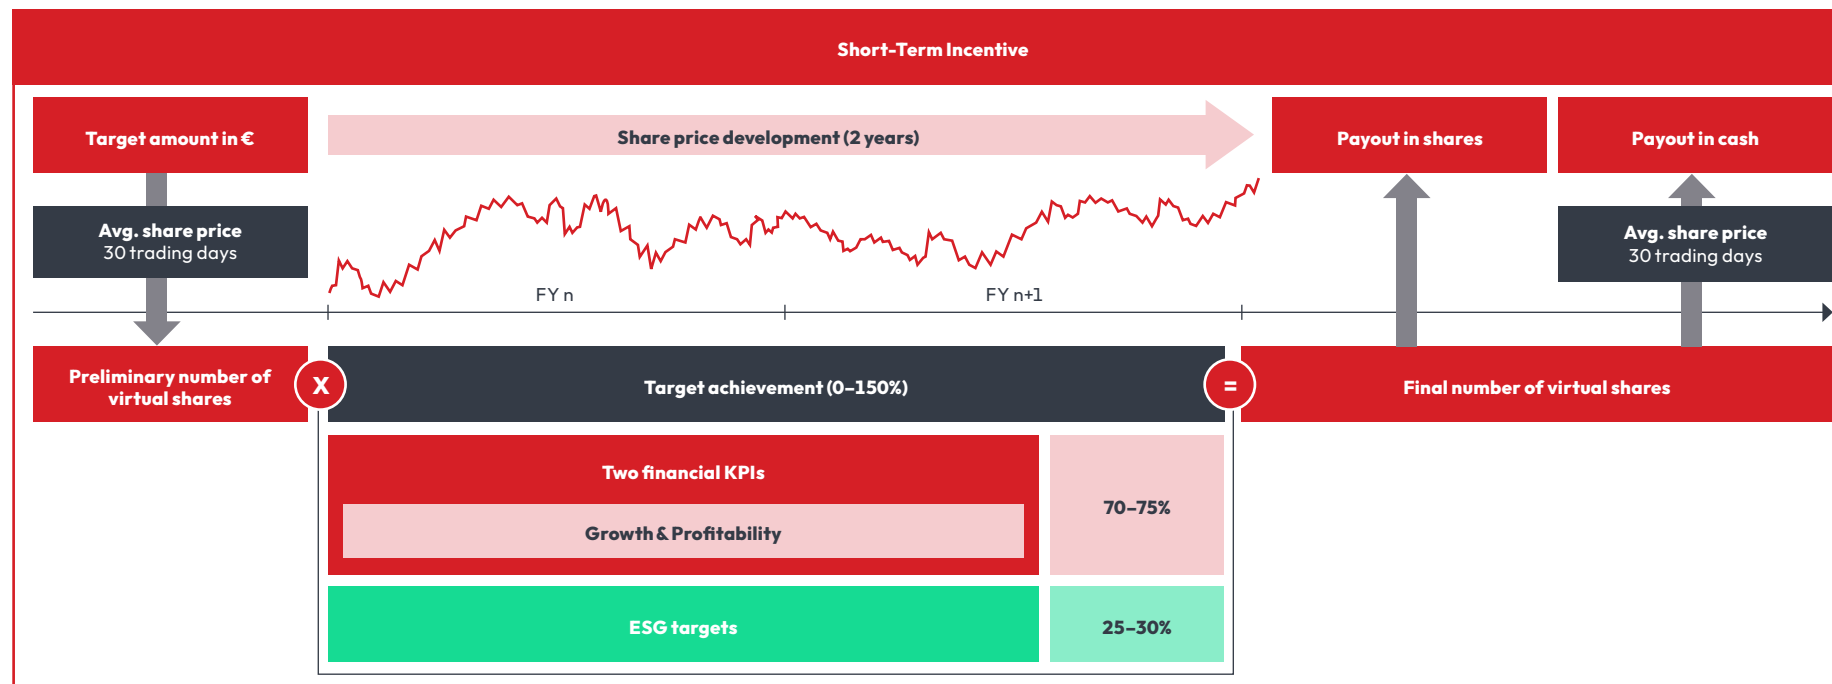 Short-Term Incentive
Target amount in €
Share price development (2 years)
Payout in shares
Payout in cash
Avg. share price
30 trading days
Avg. share price
30 trading days
FY n
FY n+1
Preliminary number of
virtual shares
X
Target achievement (0–150%)
=
Final number of virtual shares
Two financial KPIs
70–75%
Growth & Profitability
ESG targets
25–30%